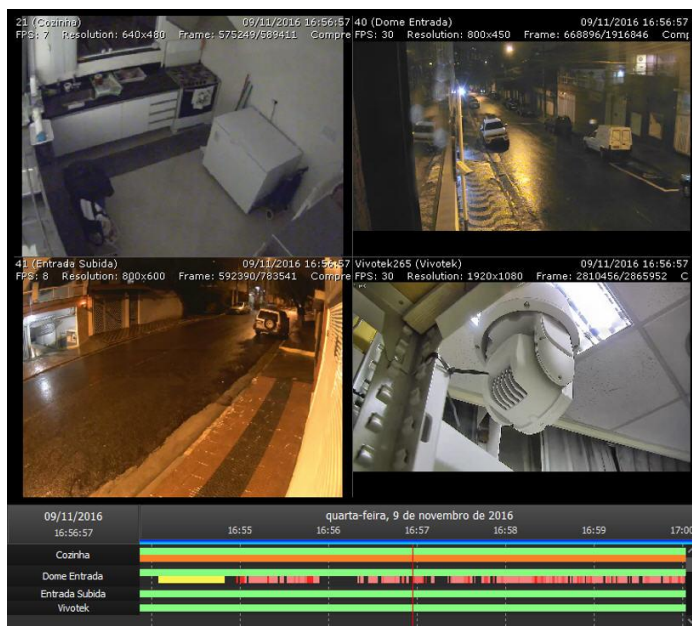 21 (Cozinha) 09/11/2016 16:56:57
FPS: 7 Resolution: 640x480 Frame: 575249/589411 Compre
40 (Dome Entrada) 09/11/2016 16:56:57
FPS: 30 Resolution: 800x450 Frame: 668896/1916846 Comp
41 (Entrada Subida) 09/11/2016 16:56:57
FPS: 8 Resolution: 800x600 Frame: 592390/783541 Compre
Vivotek265 (Vivotek) 09/11/2016 16:56:57
FPS: 30 Resolution: 1920x1080 Frame: 2810456/2865952 C
09/11/2016
16:56:57
quarta-feira, 9 de novembro de 2016
16:55 16:56 16:57 16:58 16:59 17:00
Cozinha
Dome Entrada
Entrada Subida
Vivotek